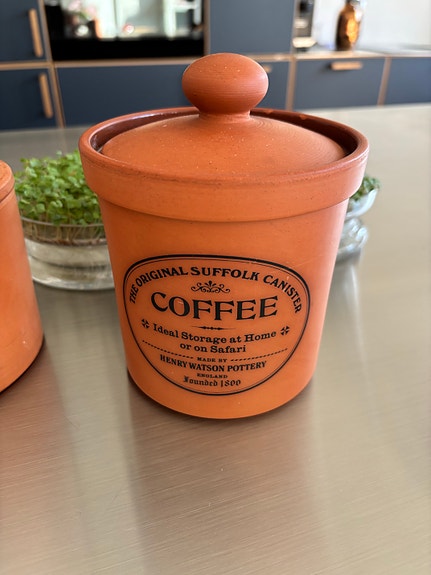 THE ORIGINAL SUFFOLK CANISTER
COFFEE
Ideal Storage at Home
or on Safari
MADE BY
HENRY WATSON POTTERY
ENGLAND
Founded 1800